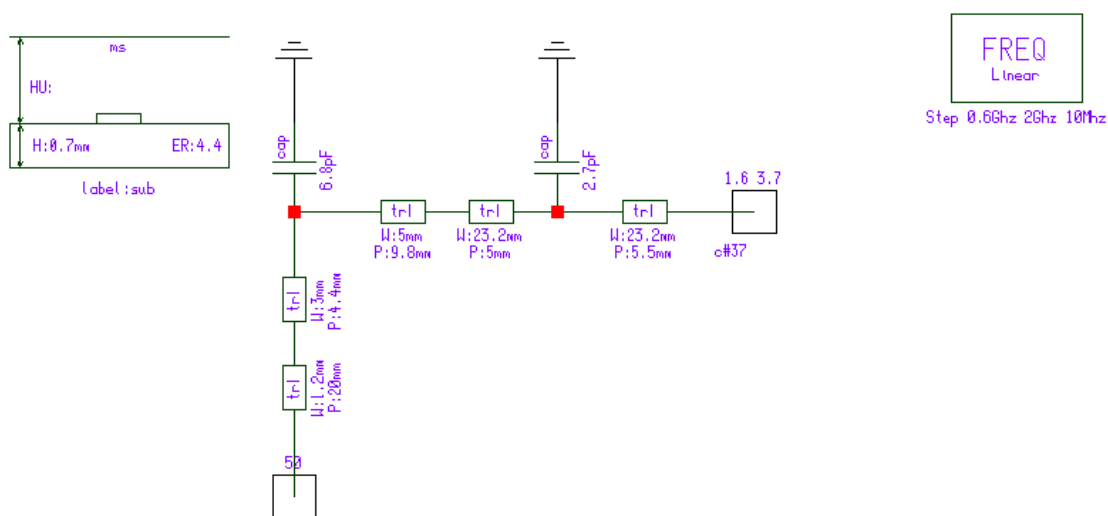 ms
HU:
H:0.7mm
ER:4.4
label:sub
FREQ
Linear
Step 0.6Ghz 2Ghz 10Mhz
cap
6.8pF
cap
2.7pF
trl
W:5mm
P:9.8mm
trl
W:23.2mm
P:5mm
trl
W:23.2mm
P:5.5mm
1.6 3.7
c#37
trl
W:3mm
P:4.4mm
trl
W:1.2mm
P:20mm
50